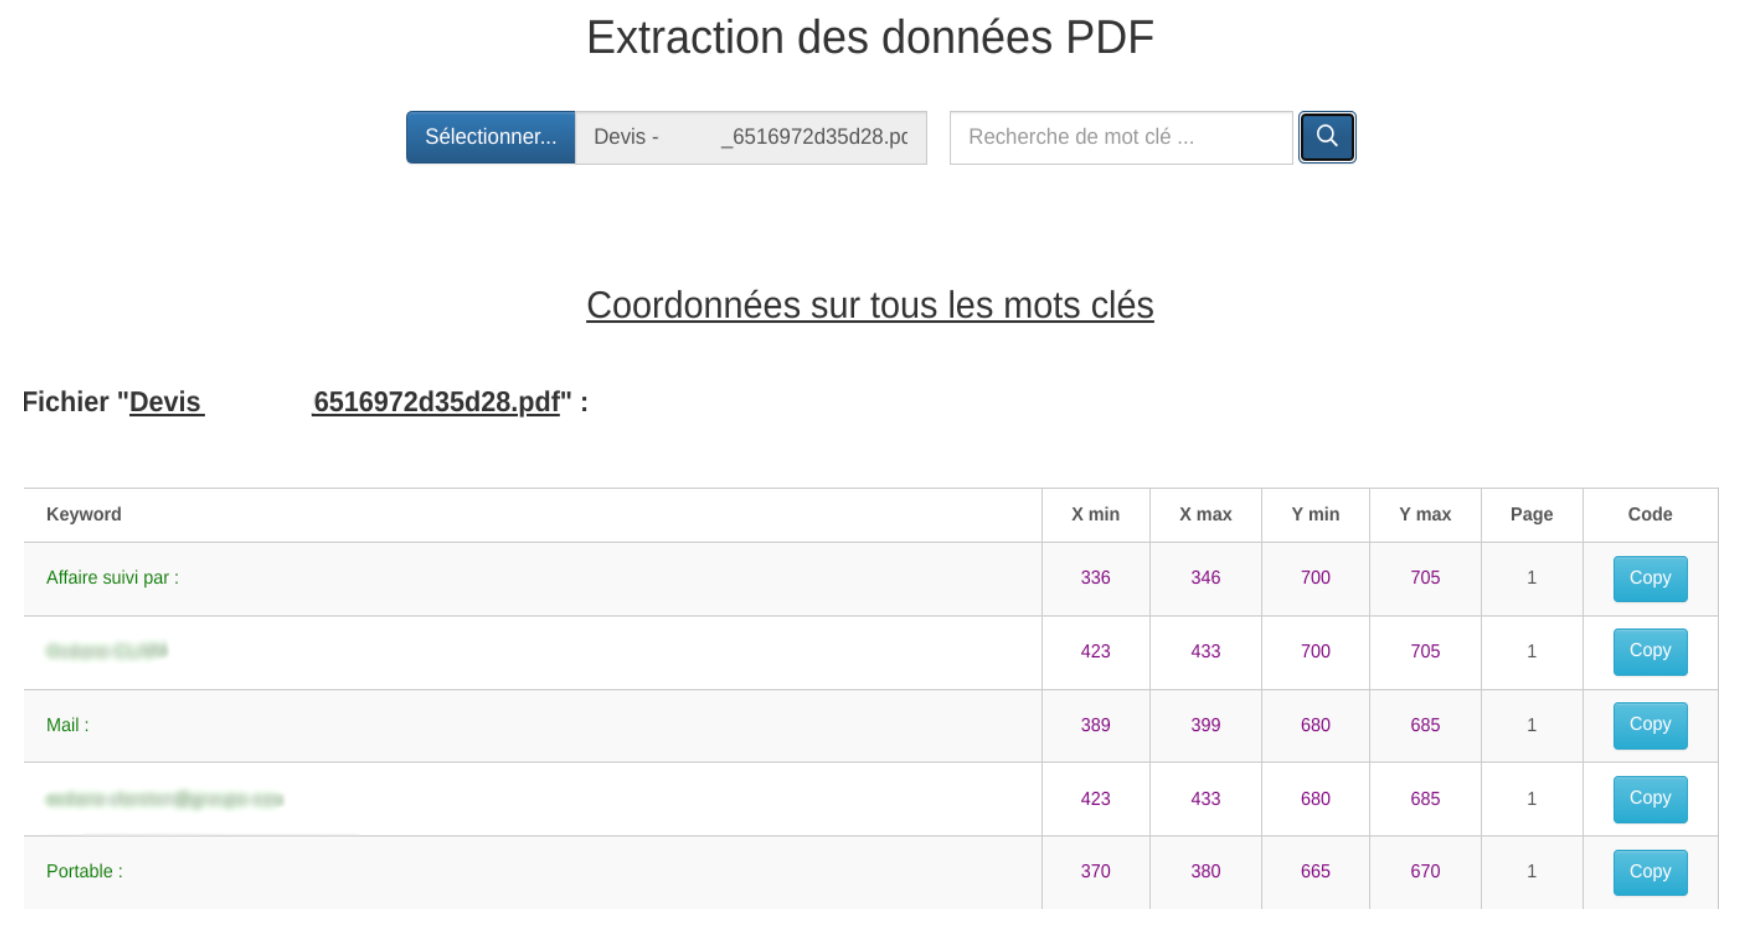 Extraction des données PDF
Sélectionner... Devis - _6516972d35d28.pc Recherche de mot clé ...
Coordonnées sur tous les mots clés
Fichier "Devis 6516972d35d28.pdf" :
Keyword X min X max Y min Y max Page Code
Affaire suivi par : 336 346 700 705 1 Copy
423 433 700 705 1 Copy
Mail : 389 399 680 685 1 Copy
423 433 680 685 1 Copy
Portable : 370 380 665 670 1 Copy